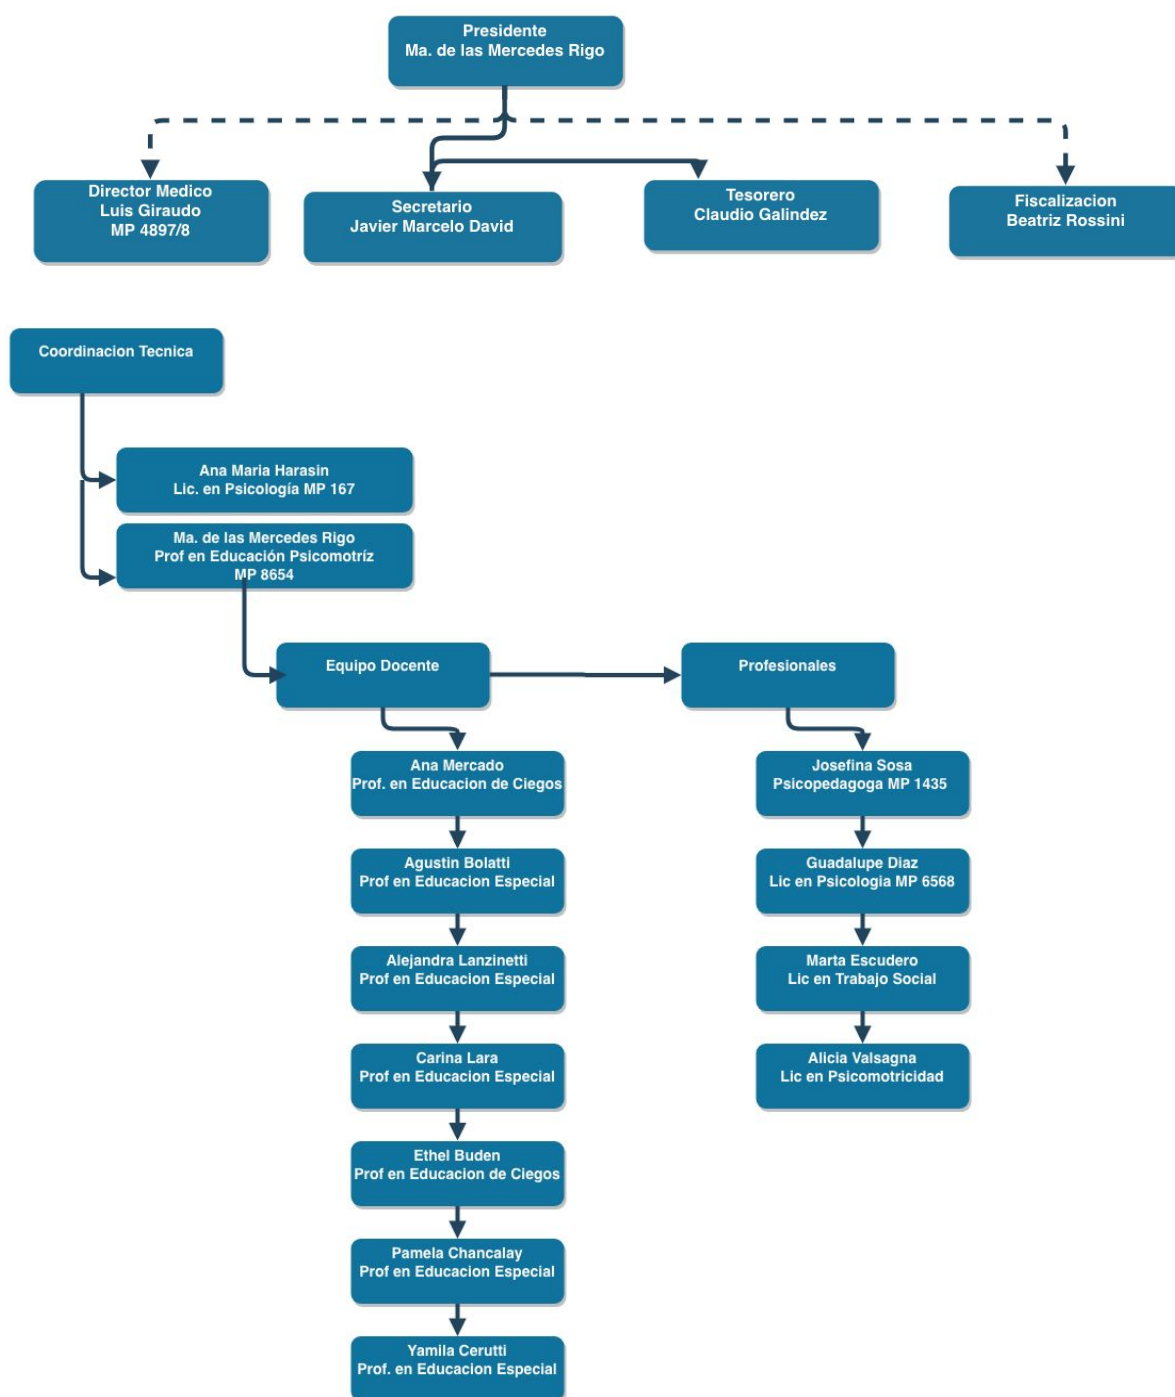 Presidente
Ma. de las Mercedes Rigo
Director Medico
Luis Giraudo
MP 4897/8
Secretario
Javier Marcelo David
Tesorero
Claudio Galindez
Fiscalizacion
Beatriz Rossini
Coordinacion Tecnica
Ana Maria Harasin
Lic. en Psicología MP 167
Ma. de las Mercedes Rigo
Prof en Educación Psicomotríz
MP 8654
Equipo Docente
Ana Mercado
Prof. en Educacion de Ciegos
Agustin Bolatti
Prof en Educacion Especial
Alejandra Lanzinetti
Prof en Educacion Especial
Carina Lara
Prof en Educacion Especial
Ethel Buden
Prof en Educacion de Ciegos
Pamela Chancalay
Prof en Educacion Especial
Yamila Cerutti
Prof. en Educacion Especial
Profesionales
Josefina Sosa
Psicopedagoga MP 1435
Guadalupe Diaz
Lic en Psicologia MP 6568
Marta Escudero
Lic en Trabajo Social
Alicia Valsagna
Lic en Psicomotricidad